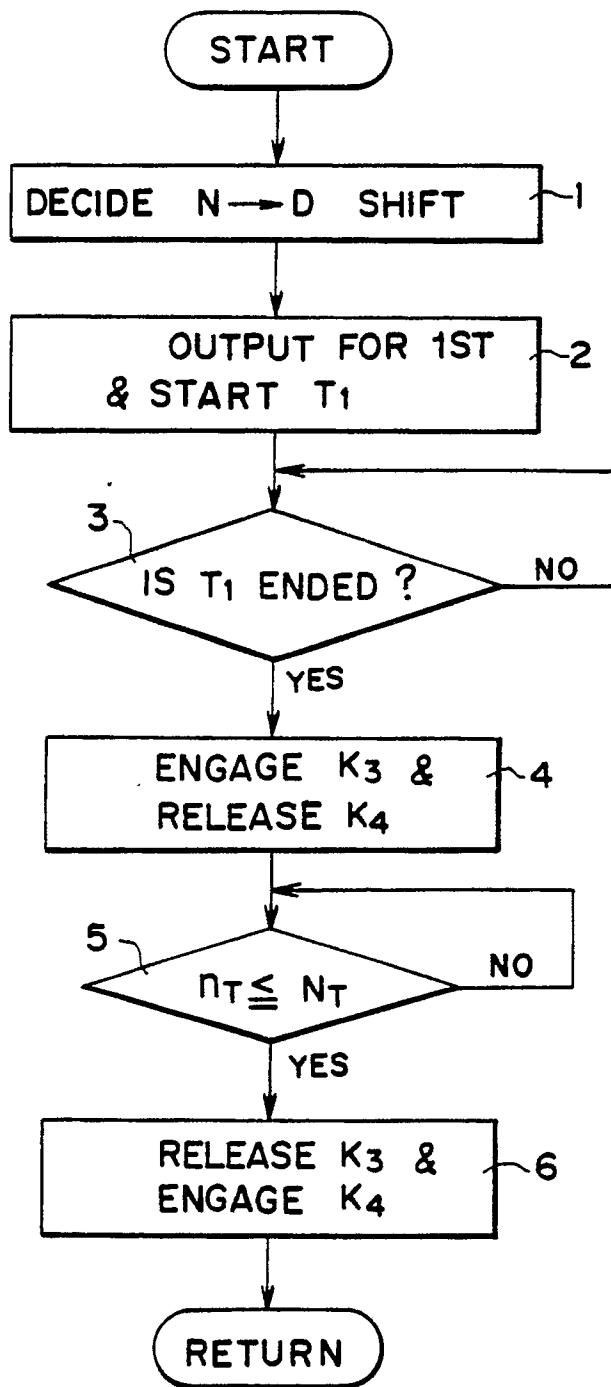 START
DECIDE N→D SHIFT
1
OUTPUT FOR 1ST
& START T1
2
3
IS T1 ENDED ?
NO
YES
ENGAGE K3 &
RELEASE K4
4
5
nT ≦ NT
NO
YES
RELEASE K3 &
ENGAGE K4
6
RETURN